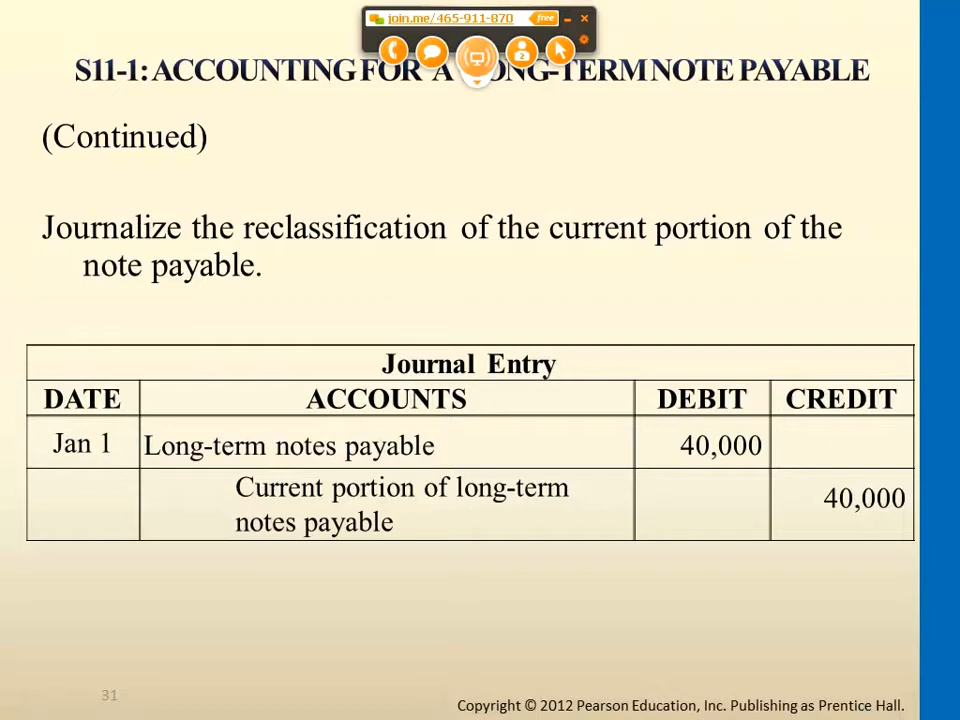 join.me/465-911-870 free
2
S11-1: ACCOUNTING FOR A LONG-TERM NOTE PAYABLE
(Continued)
Journalize the reclassification of the current portion of the
note payable.
Journal Entry
DATE ACCOUNTS DEBIT CREDIT
Jan 1 Long-term notes payable 40,000
Current portion of long-term
notes payable 40,000
31
Copyright © 2012 Pearson Education, Inc. Publishing as Prentice Hall.